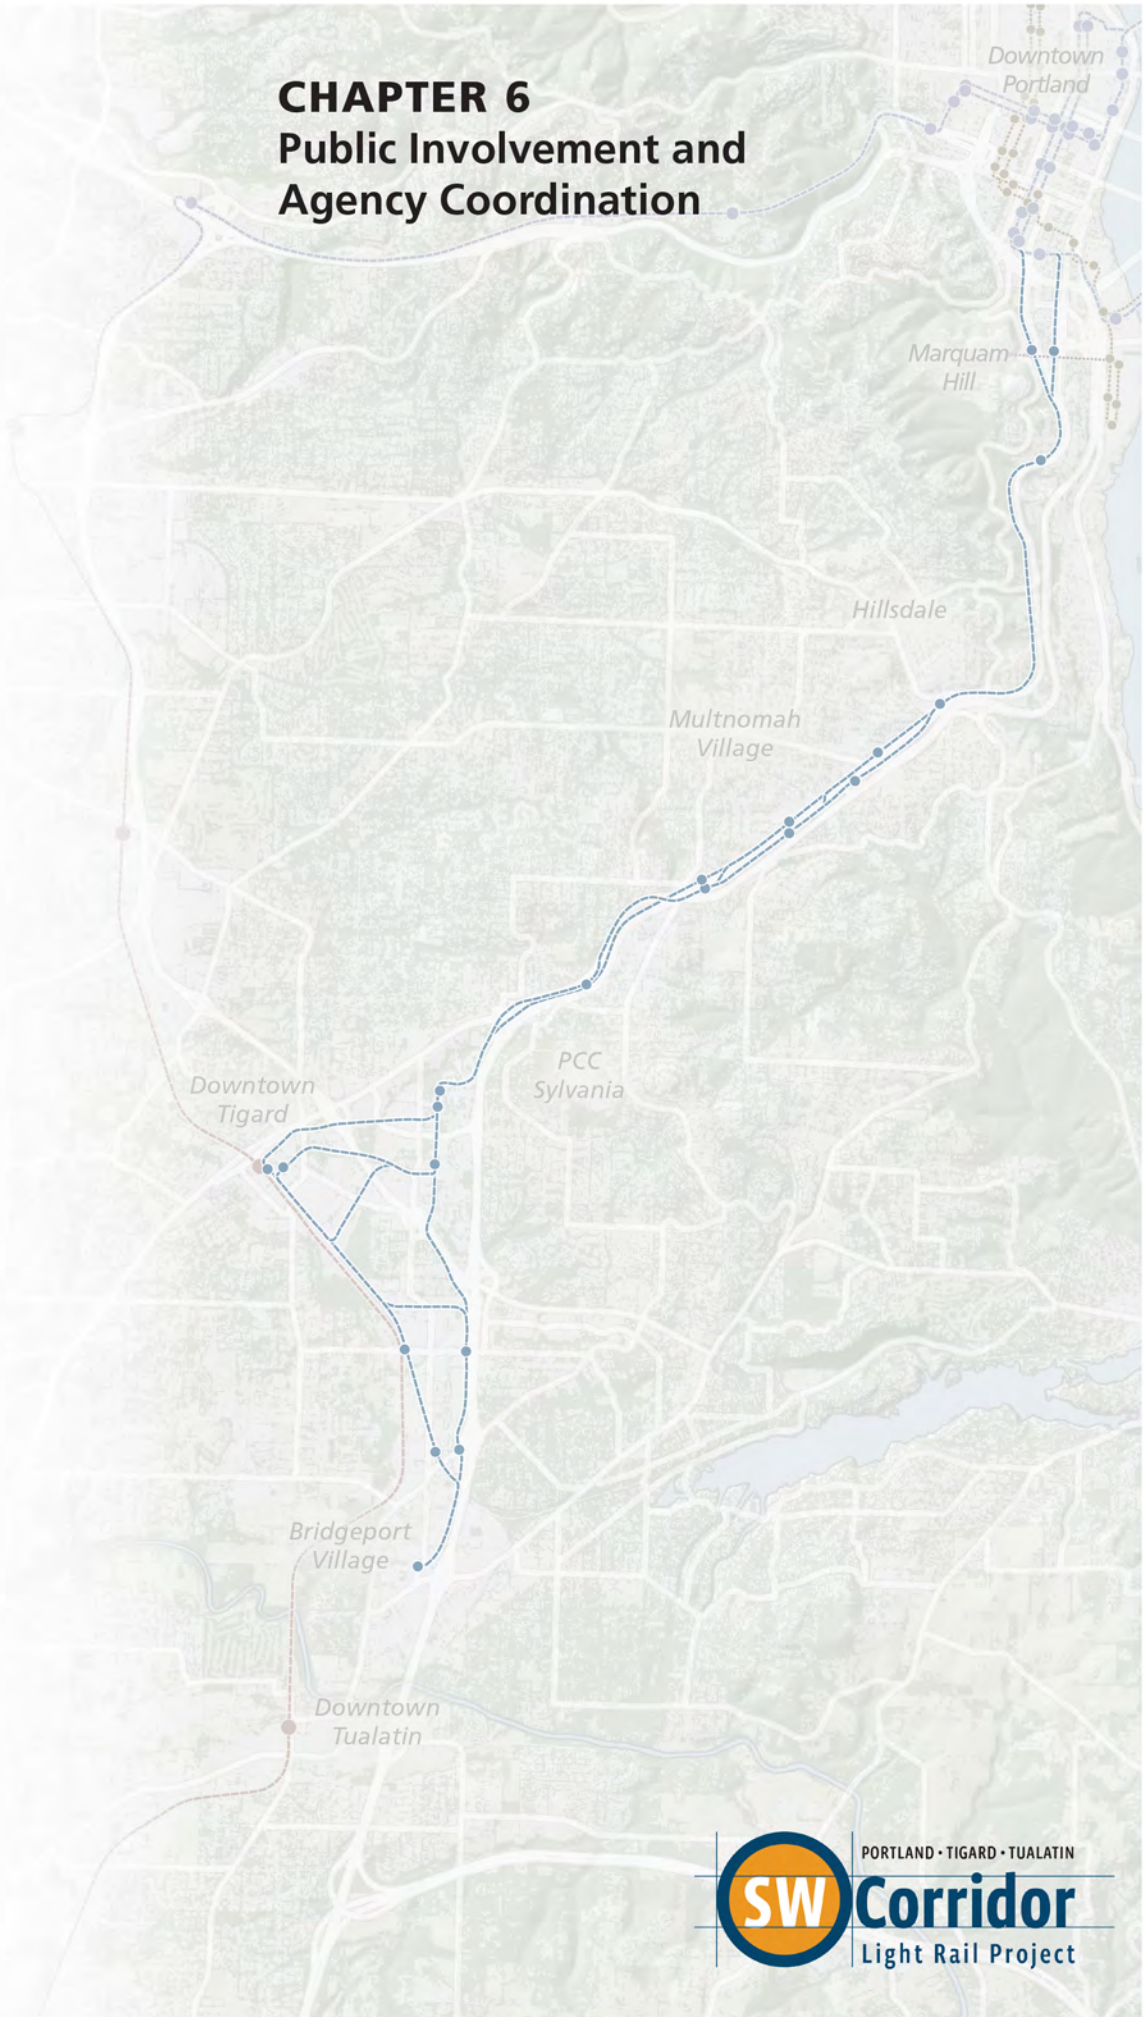 CHAPTER 6
Public Involvement and
Agency Coordination
Downtown
Portland
Marquam
Hill
Hillsdale
Multnomah
Village
PCC
Sylvania
Downtown
Tigard
Bridgeport
Village
Downtown
Tualatin
PORTLAND • TIGARD • TUALATIN
SW Corridor
Light Rail Project